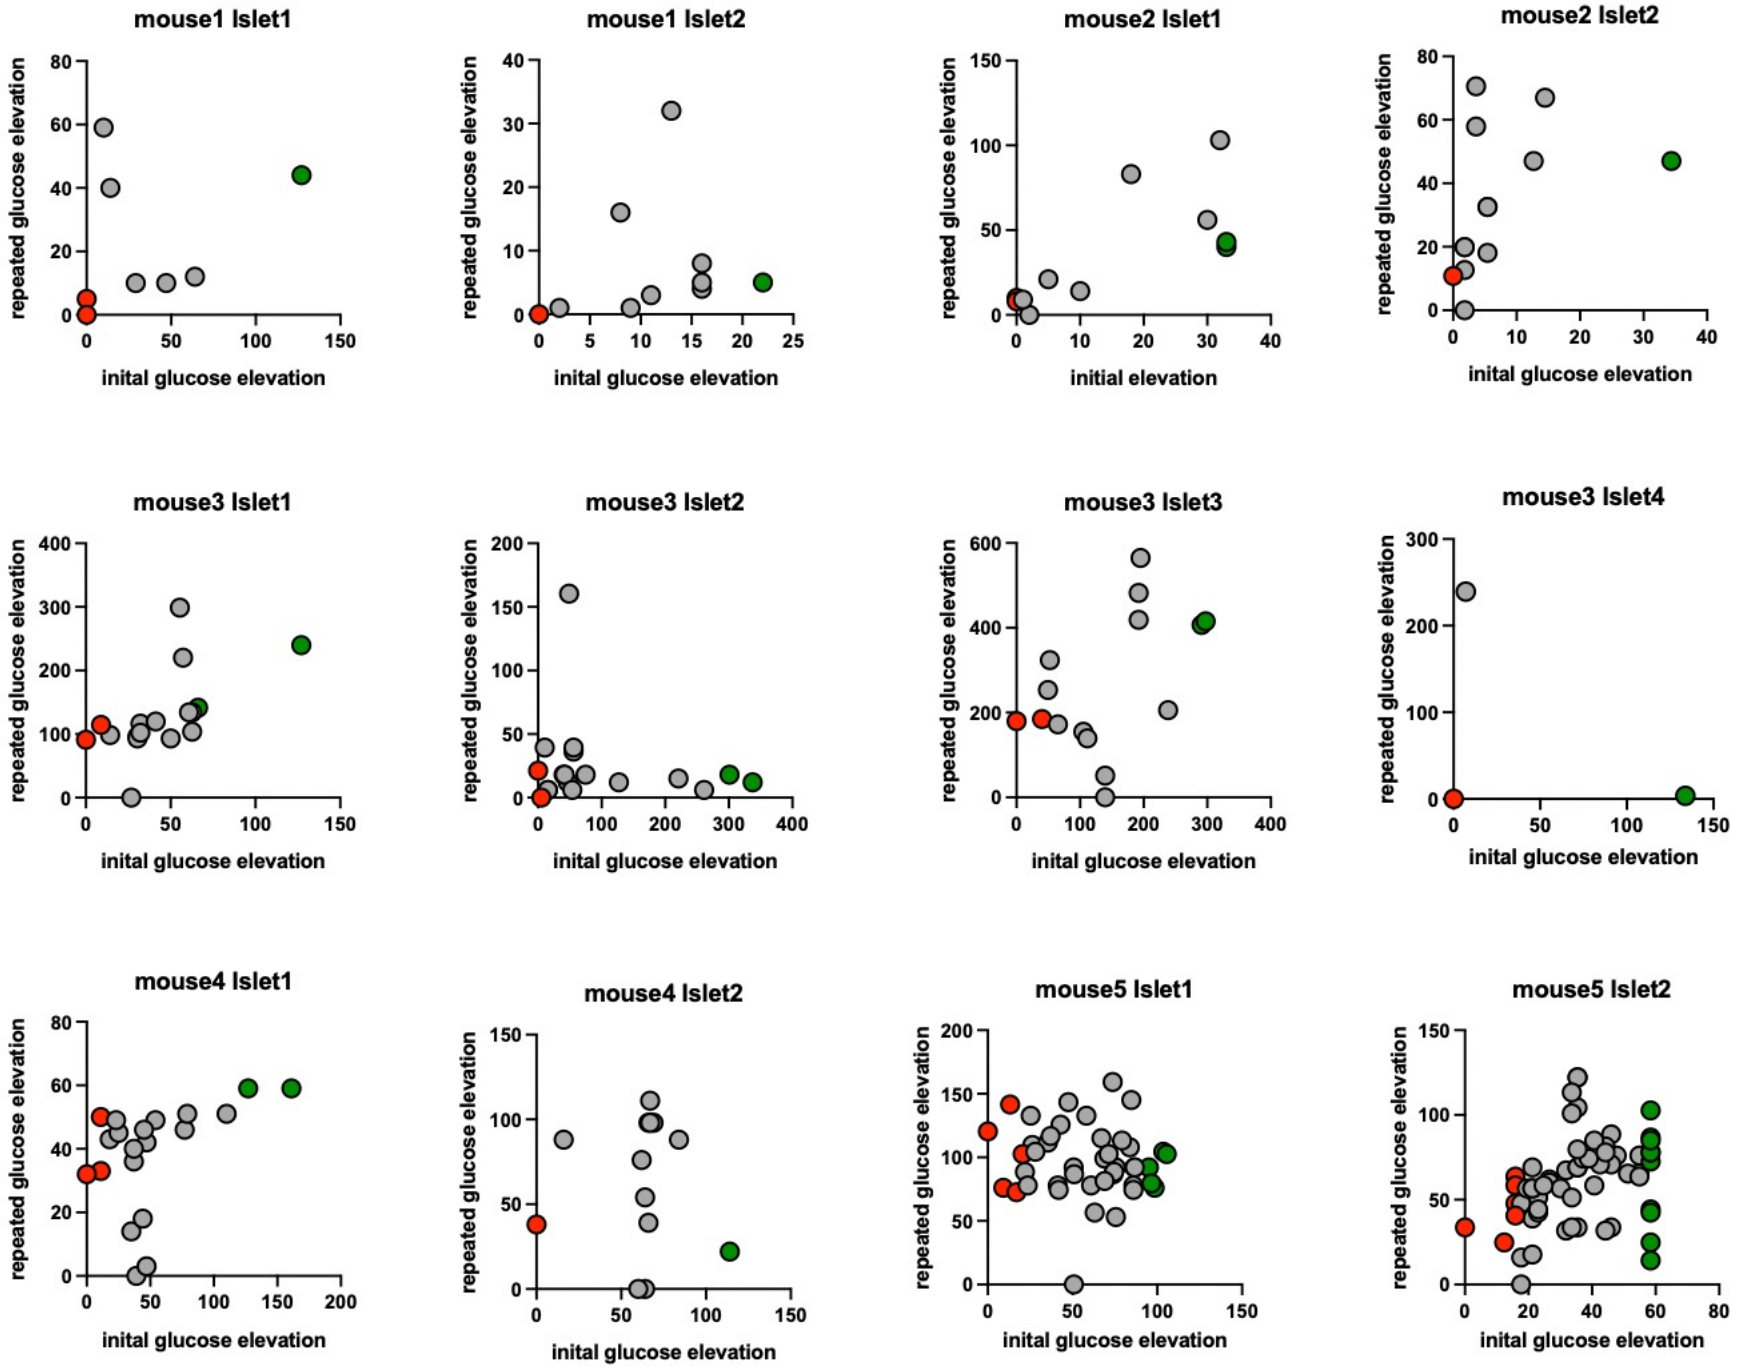 mouse1 Islet1
repeated glucose elevation
80
60
40
20
0
0 50 100 150
inital glucose elevation
mouse1 Islet2
repeated glucose elevation
40
30
20
10
0
0 5 10 15 20 25
inital glucose elevation
mouse2 Islet1
repeated glucose elevation
150
100
50
0
0 10 20 30 40
initial elevation
mouse2 Islet2
repeated glucose elevation
80
60
40
20
0
0 10 20 30 40
inital glucose elevation
mouse3 Islet1
repeated glucose elevation
400
300
200
100
0
0 50 100 150
inital glucose elevation
mouse3 Islet2
repeated glucose elevation
200
150
100
50
0
0 100 200 300 400
inital glucose elevation
mouse3 Islet3
repeated glucose elevation
600
400
200
0
0 100 200 300 400
inital glucose elevation
mouse3 Islet4
repeated glucose elevation
300
200
100
0
0 50 100 150
inital glucose elevation
mouse4 Islet1
repeated glucose elevation
80
60
40
20
0
0 50 100 150 200
inital glucose elevation
mouse4 Islet2
repeated glucose elevation
150
100
50
0
0 50 100 150
inital glucose elevation
mouse5 Islet1
repeated glucose elevation
200
150
100
50
0
0 50 100 150
inital glucose elevation
mouse5 Islet2
repeated glucose elevation
150
100
50
0
0 20 40 60 80
inital glucose elevation